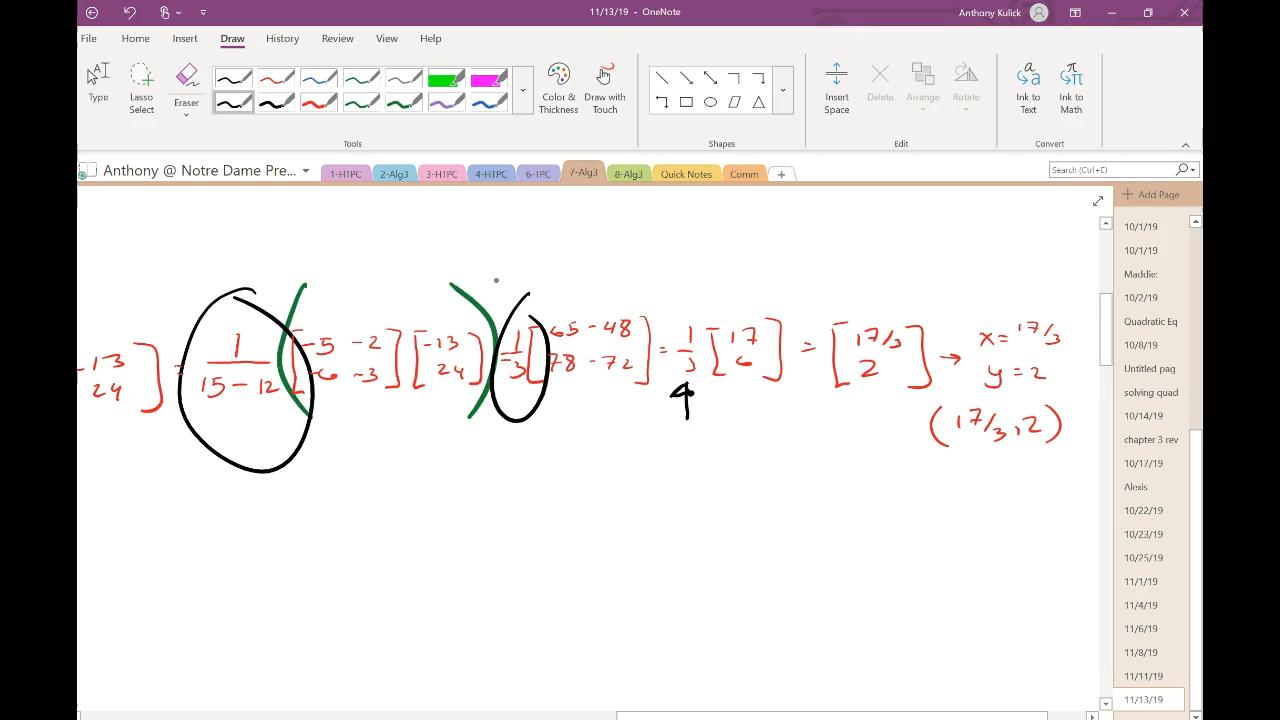 11/13/19 - OneNote
Anthony Kulick
File Home Insert Draw History Review View Help
Type
Lasso Select
Eraser
Color & Thickness
Draw with Touch
Insert Space
Delete
Arrange
Rotate
Ink to Text
Ink to Math
Tools
Shapes
Edit
Convert
Anthony @ Notre Dame Pre...
1-HTPC 2-Alg3 3-HTPC 4-HTPC 6-TPC 7-Alg3 8-Alg3 Quick Notes Comm +
Search (Ctrl+E)
Add Page
10/1/19
10/1/19
Maddie:
10/2/19
Quadratic Eq
10/8/19
Untitled pag
solving quad
10/14/19
chapter 3 rev
10/17/19
Alexis
10/22/19
10/23/19
10/25/19
11/1/19
11/4/19
11/6/19
11/8/19
11/11/19
11/13/19
-13 24] = 1/(15-12) [-5 -2 -6 -3] [-13 24] = 1/3 [65-48 78-72] = 1/3 [17 6] = [17/3 2] → x=17/3
y=2
(17/3, 2)